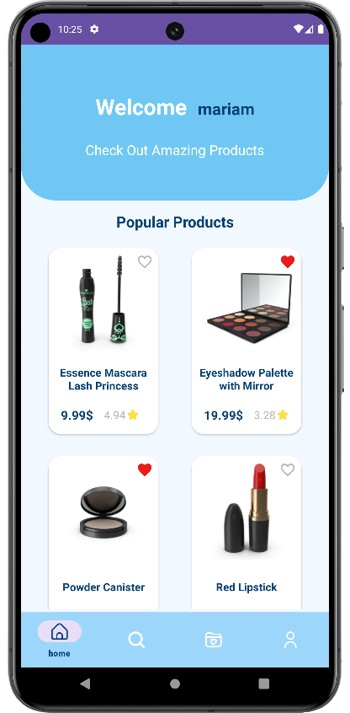 10:25
Welcome mariam
Check Out Amazing Products
Popular Products
Essence Mascara
Lash Princess
9.99$ 4.94
Eyeshadow Palette
with Mirror
19.99$ 3.28
Powder Canister
Red Lipstick
home